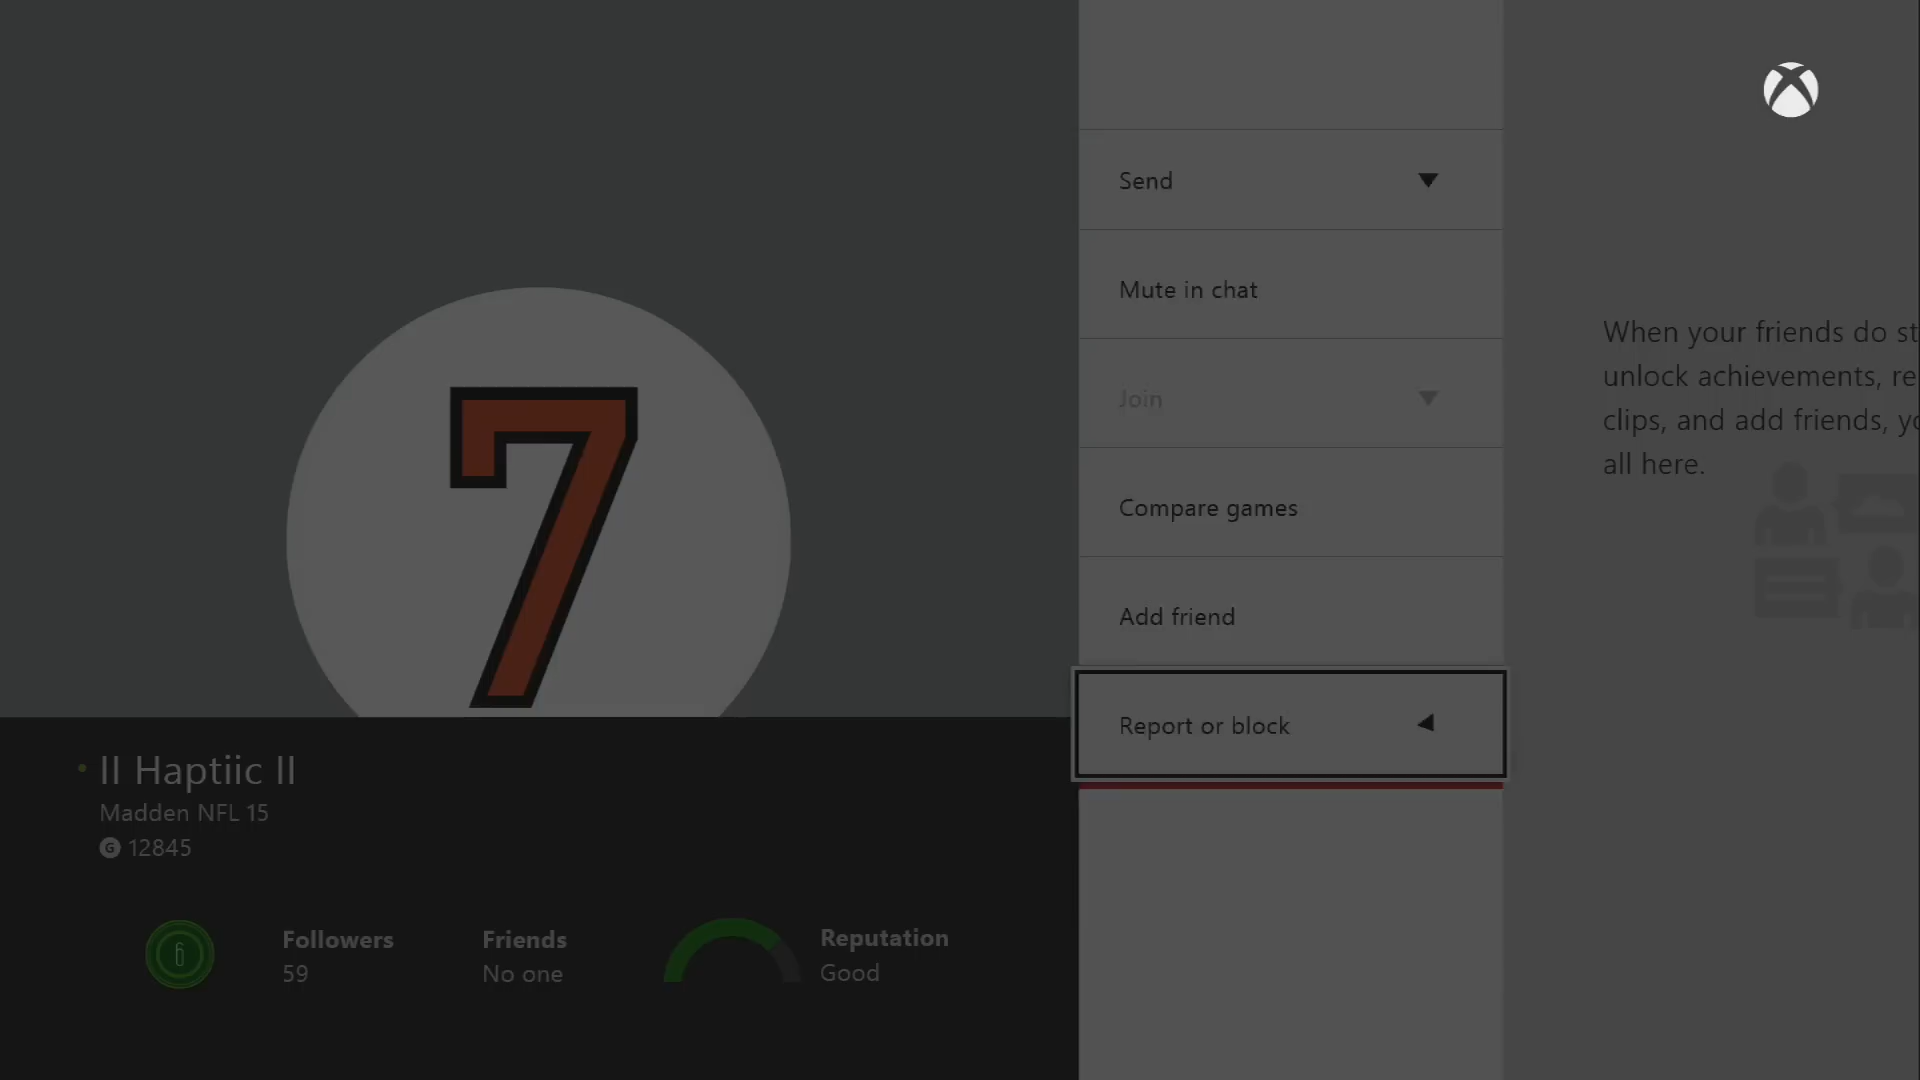 7
II Haptiic II
Madden NFL 15
G 12845
6
Followers
59
Friends
No one
Reputation
Good
Send
Mute in chat
Join
Compare games
Add friend
Report or block
When your friends do st
unlock achievements, re
clips, and add friends, yo
all here.